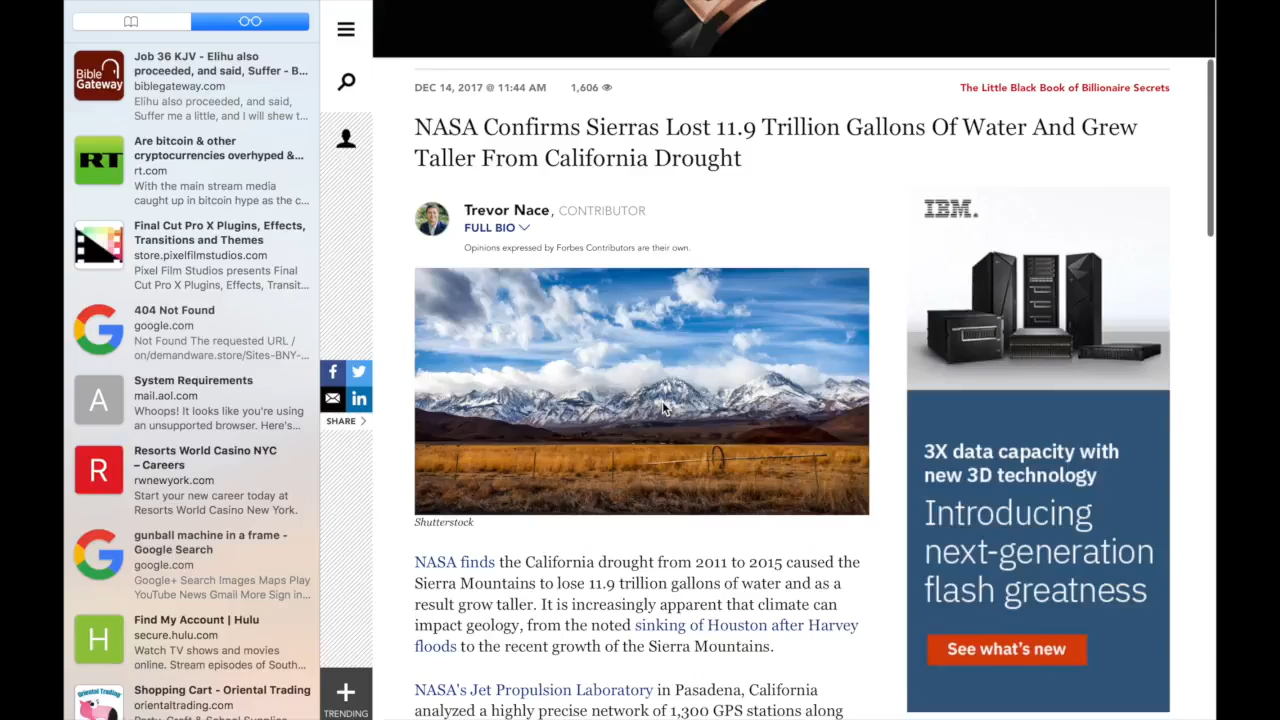 Job 36 KJV - Elihu also
proceeded, and said, Suffer - B...
biblegateway.com
Elihu also proceeded, and said,
Suffer me a little, and I will shew t...
Bible
Gateway
Are bitcoin & other
cryptocurrencies overhyped &...
rt.com
With the main stream media
caught up in bitcoin hype as the c...
RT
Final Cut Pro X Plugins, Effects,
Transitions and Themes
store.pixelfilmstudios.com
Pixel Film Studios presents Final
Cut Pro X Plugins, Effects, Transit...
404 Not Found
google.com
Not Found The requested URL /
on/demandware.store/Sites-BNY-...
System Requirements
mail.aol.com
Whoops! It looks like you're using
an unsupported browser. Here's...
A
Resorts World Casino NYC
– Careers
rwnewyork.com
Start your new career today at
Resorts World Casino New York.
R
gunball machine in a frame -
Google Search
google.com
Google+ Search Images Maps Play
YouTube News Gmail More Sign in...
Find My Account | Hulu
secure.hulu.com
Watch TV shows and movies
online. Stream episodes of South...
H
Shopping Cart - Oriental Trading
orientaltrading.com
Party, Craft & School Supplies
Oriental Trading
SHARE
TRENDING
DEC 14, 2017 @ 11:44 AM 1,606
The Little Black Book of Billionaire Secrets
NASA Confirms Sierras Lost 11.9 Trillion Gallons Of Water And Grew
Taller From California Drought
Trevor Nace, CONTRIBUTOR
FULL BIO
Opinions expressed by Forbes Contributors are their own.
Shutterstock
NASA finds the California drought from 2011 to 2015 caused the
Sierra Mountains to lose 11.9 trillion gallons of water and as a
result grow taller. It is increasingly apparent that climate can
impact geology, from the noted sinking of Houston after Harvey
floods to the recent growth of the Sierra Mountains.
NASA's Jet Propulsion Laboratory in Pasadena, California
analyzed a highly precise network of 1,300 GPS stations along
IBM.
3X data capacity with
new 3D technology
Introducing
next-generation
flash greatness
See what's new